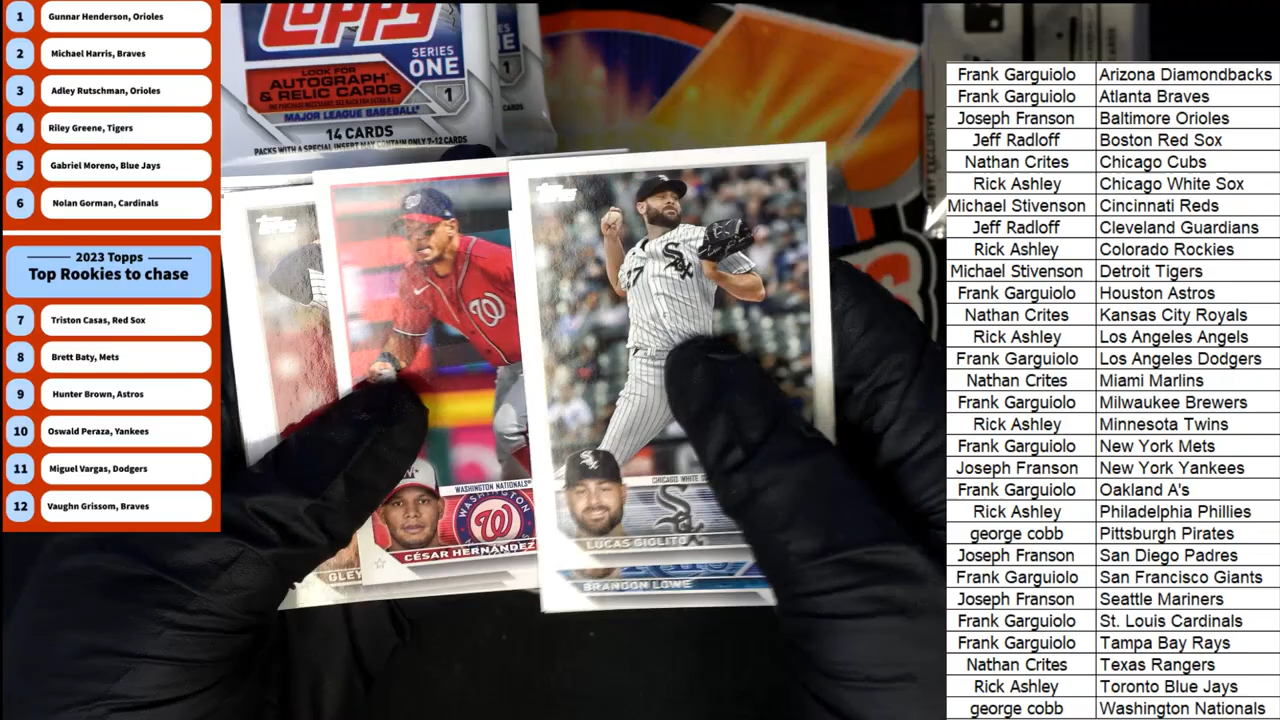 1 Gunnar Henderson, Orioles
2 Michael Harris, Braves
3 Adley Rutschman, Orioles
4 Riley Greene, Tigers
5 Gabriel Moreno, Blue Jays
6 Nolan Gorman, Cardinals
2023 Topps
Top Rookies to chase
7 Triston Casas, Red Sox
8 Brett Baty, Mets
9 Hunter Brown, Astros
10 Oswald Peraza, Yankees
11 Miguel Vargas, Dodgers
12 Vaughn Grissom, Braves
TOPPS
SERIES
ONE
1
LOOK FOR
AUTOGRAPH
& RELIC CARDS
MAJOR LEAGUE BASEBALL
14 CARDS
PACKS WITH A SPECIAL INSERT MAY CONTAIN ONLY 7-12 CARDS
1
CARDS
topps
topps
W
Sox
WASHINGTON NATIONALS
WASHINGTON
W
CÉSAR HERNÁNDEZ
GLEY
CHICAGO WHITE S
Sox
LUCAS GIOLITO
BRANDON LOWE
Frank Garguiolo Arizona Diamondbacks
Frank Garguiolo Atlanta Braves
Joseph Franson Baltimore Orioles
Jeff Radloff Boston Red Sox
Nathan Crites Chicago Cubs
Rick Ashley Chicago White Sox
Michael Stivenson Cincinnati Reds
Jeff Radloff Cleveland Guardians
Rick Ashley Colorado Rockies
Michael Stivenson Detroit Tigers
Frank Garguiolo Houston Astros
Nathan Crites Kansas City Royals
Rick Ashley Los Angeles Angels
Frank Garguiolo Los Angeles Dodgers
Nathan Crites Miami Marlins
Frank Garguiolo Milwaukee Brewers
Rick Ashley Minnesota Twins
Frank Garguiolo New York Mets
Joseph Franson New York Yankees
Frank Garguiolo Oakland A's
Rick Ashley Philadelphia Phillies
george cobb Pittsburgh Pirates
Joseph Franson San Diego Padres
Frank Garguiolo San Francisco Giants
Joseph Franson Seattle Mariners
Frank Garguiolo St. Louis Cardinals
Frank Garguiolo Tampa Bay Rays
Nathan Crites Texas Rangers
Rick Ashley Toronto Blue Jays
george cobb Washington Nationals